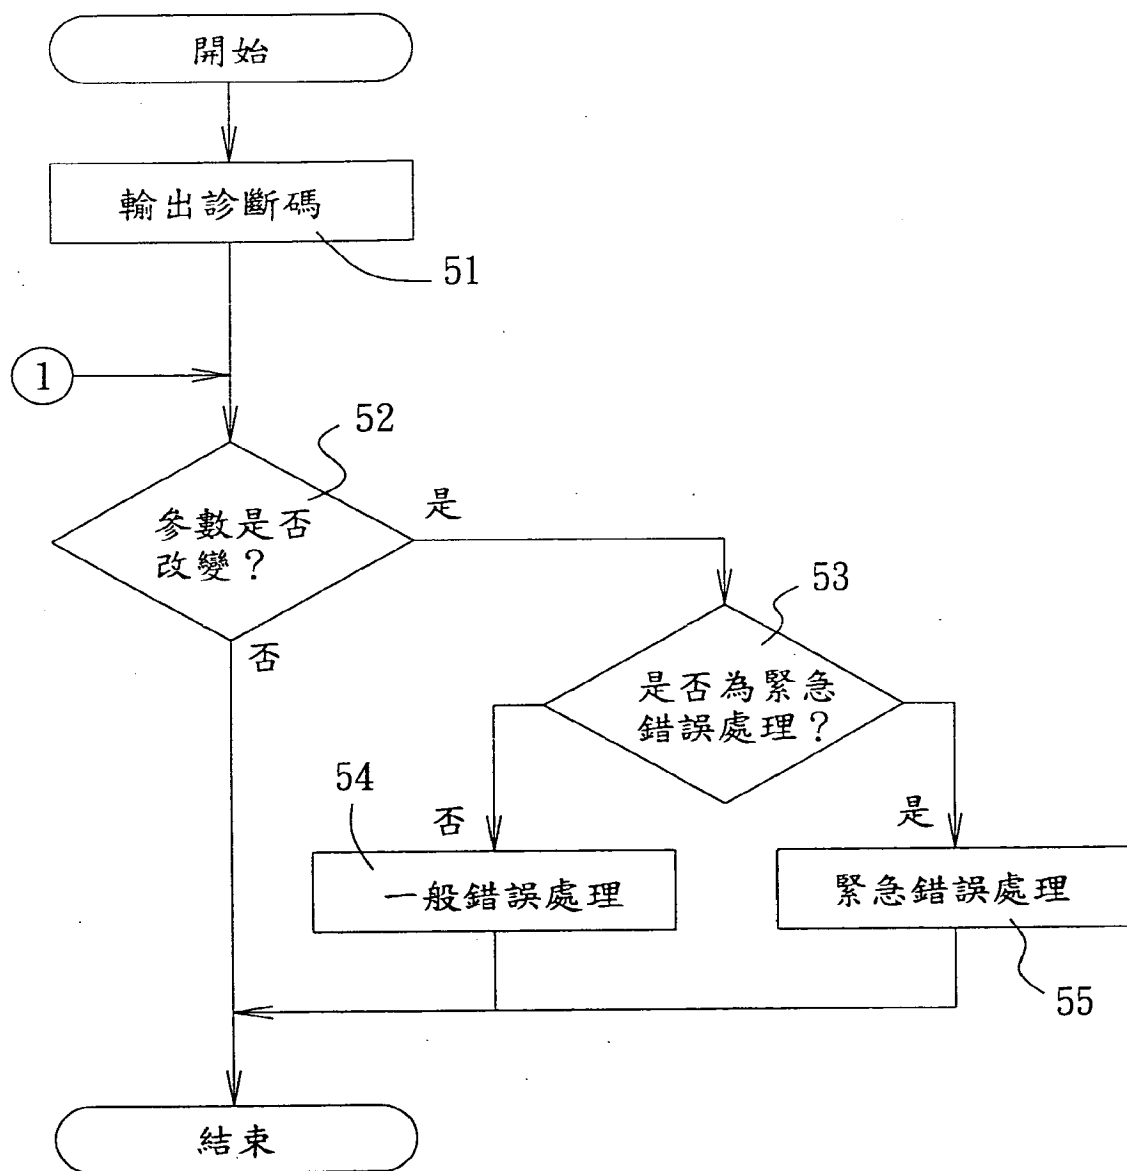 開始
輸出診斷碼
51
1
52
參數是否
改變？
是
否
53
是否為緊急
錯誤處理？
54
否
是
一般錯誤處理
緊急錯誤處理
55
結束